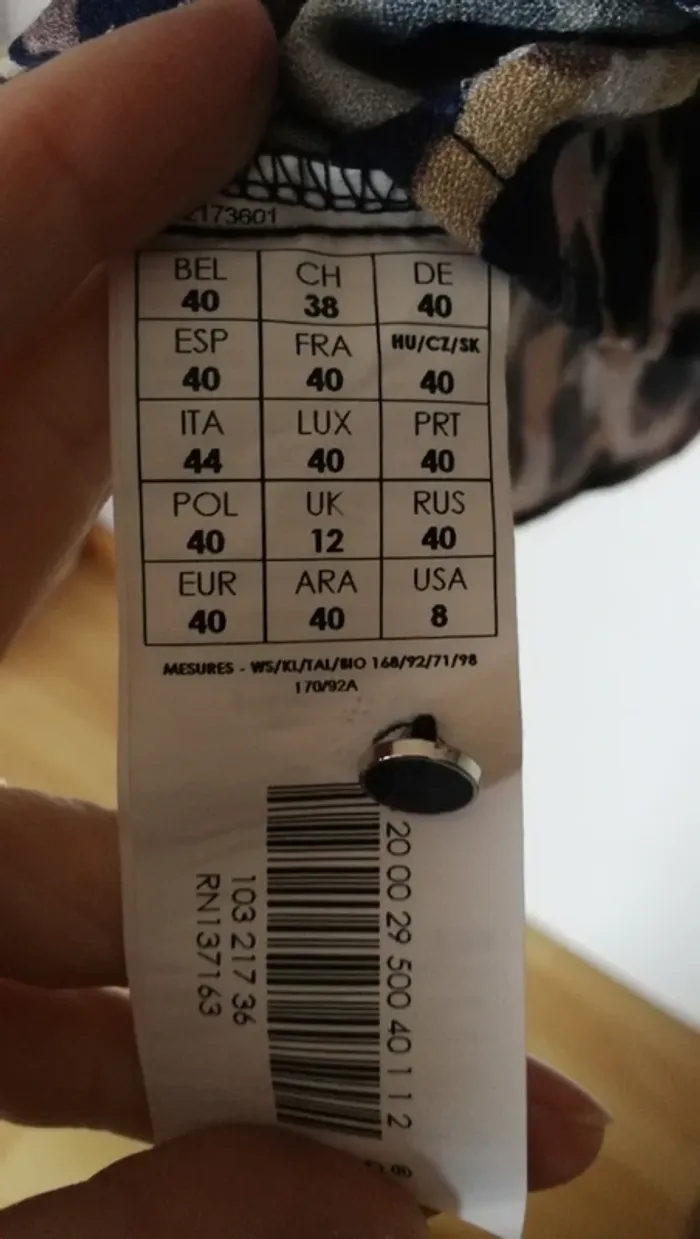 2173601
BEL CH DE
40 38 40
ESP FRA HU/CZ/SK
40 40 40
ITA LUX PRT
44 40 40
POL UK RUS
40 12 40
EUR ARA USA
40 40 8
MESURES - WS/KL/TAL/BIO 168/92/71/98
170/92A
20 00 29 500 40 1 1 2
103 217 36
RN137163